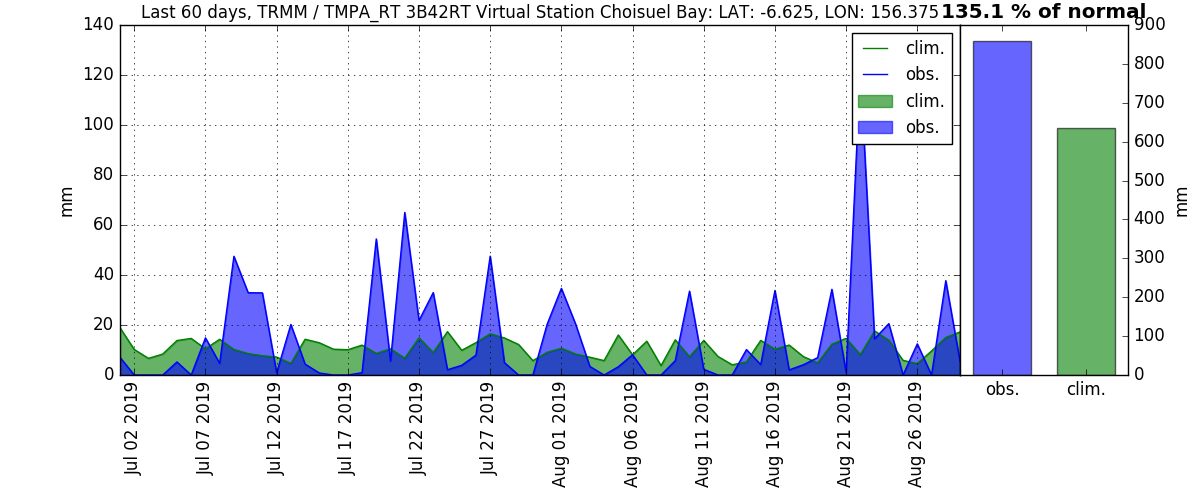 Last 60 days, TRMM / TMPA_RT 3B42RT Virtual Station Choisuel Bay: LAT: -6.625, LON: 156.375
135.1 % of normal
140
120
100
80
60
40
20
0
mm
clim.
obs.
clim.
obs.
900
800
700
600
500
400
300
200
100
0
mm
Jul 02 2019
Jul 07 2019
Jul 12 2019
Jul 17 2019
Jul 22 2019
Jul 27 2019
Aug 01 2019
Aug 06 2019
Aug 11 2019
Aug 16 2019
Aug 21 2019
Aug 26 2019
obs.
clim.